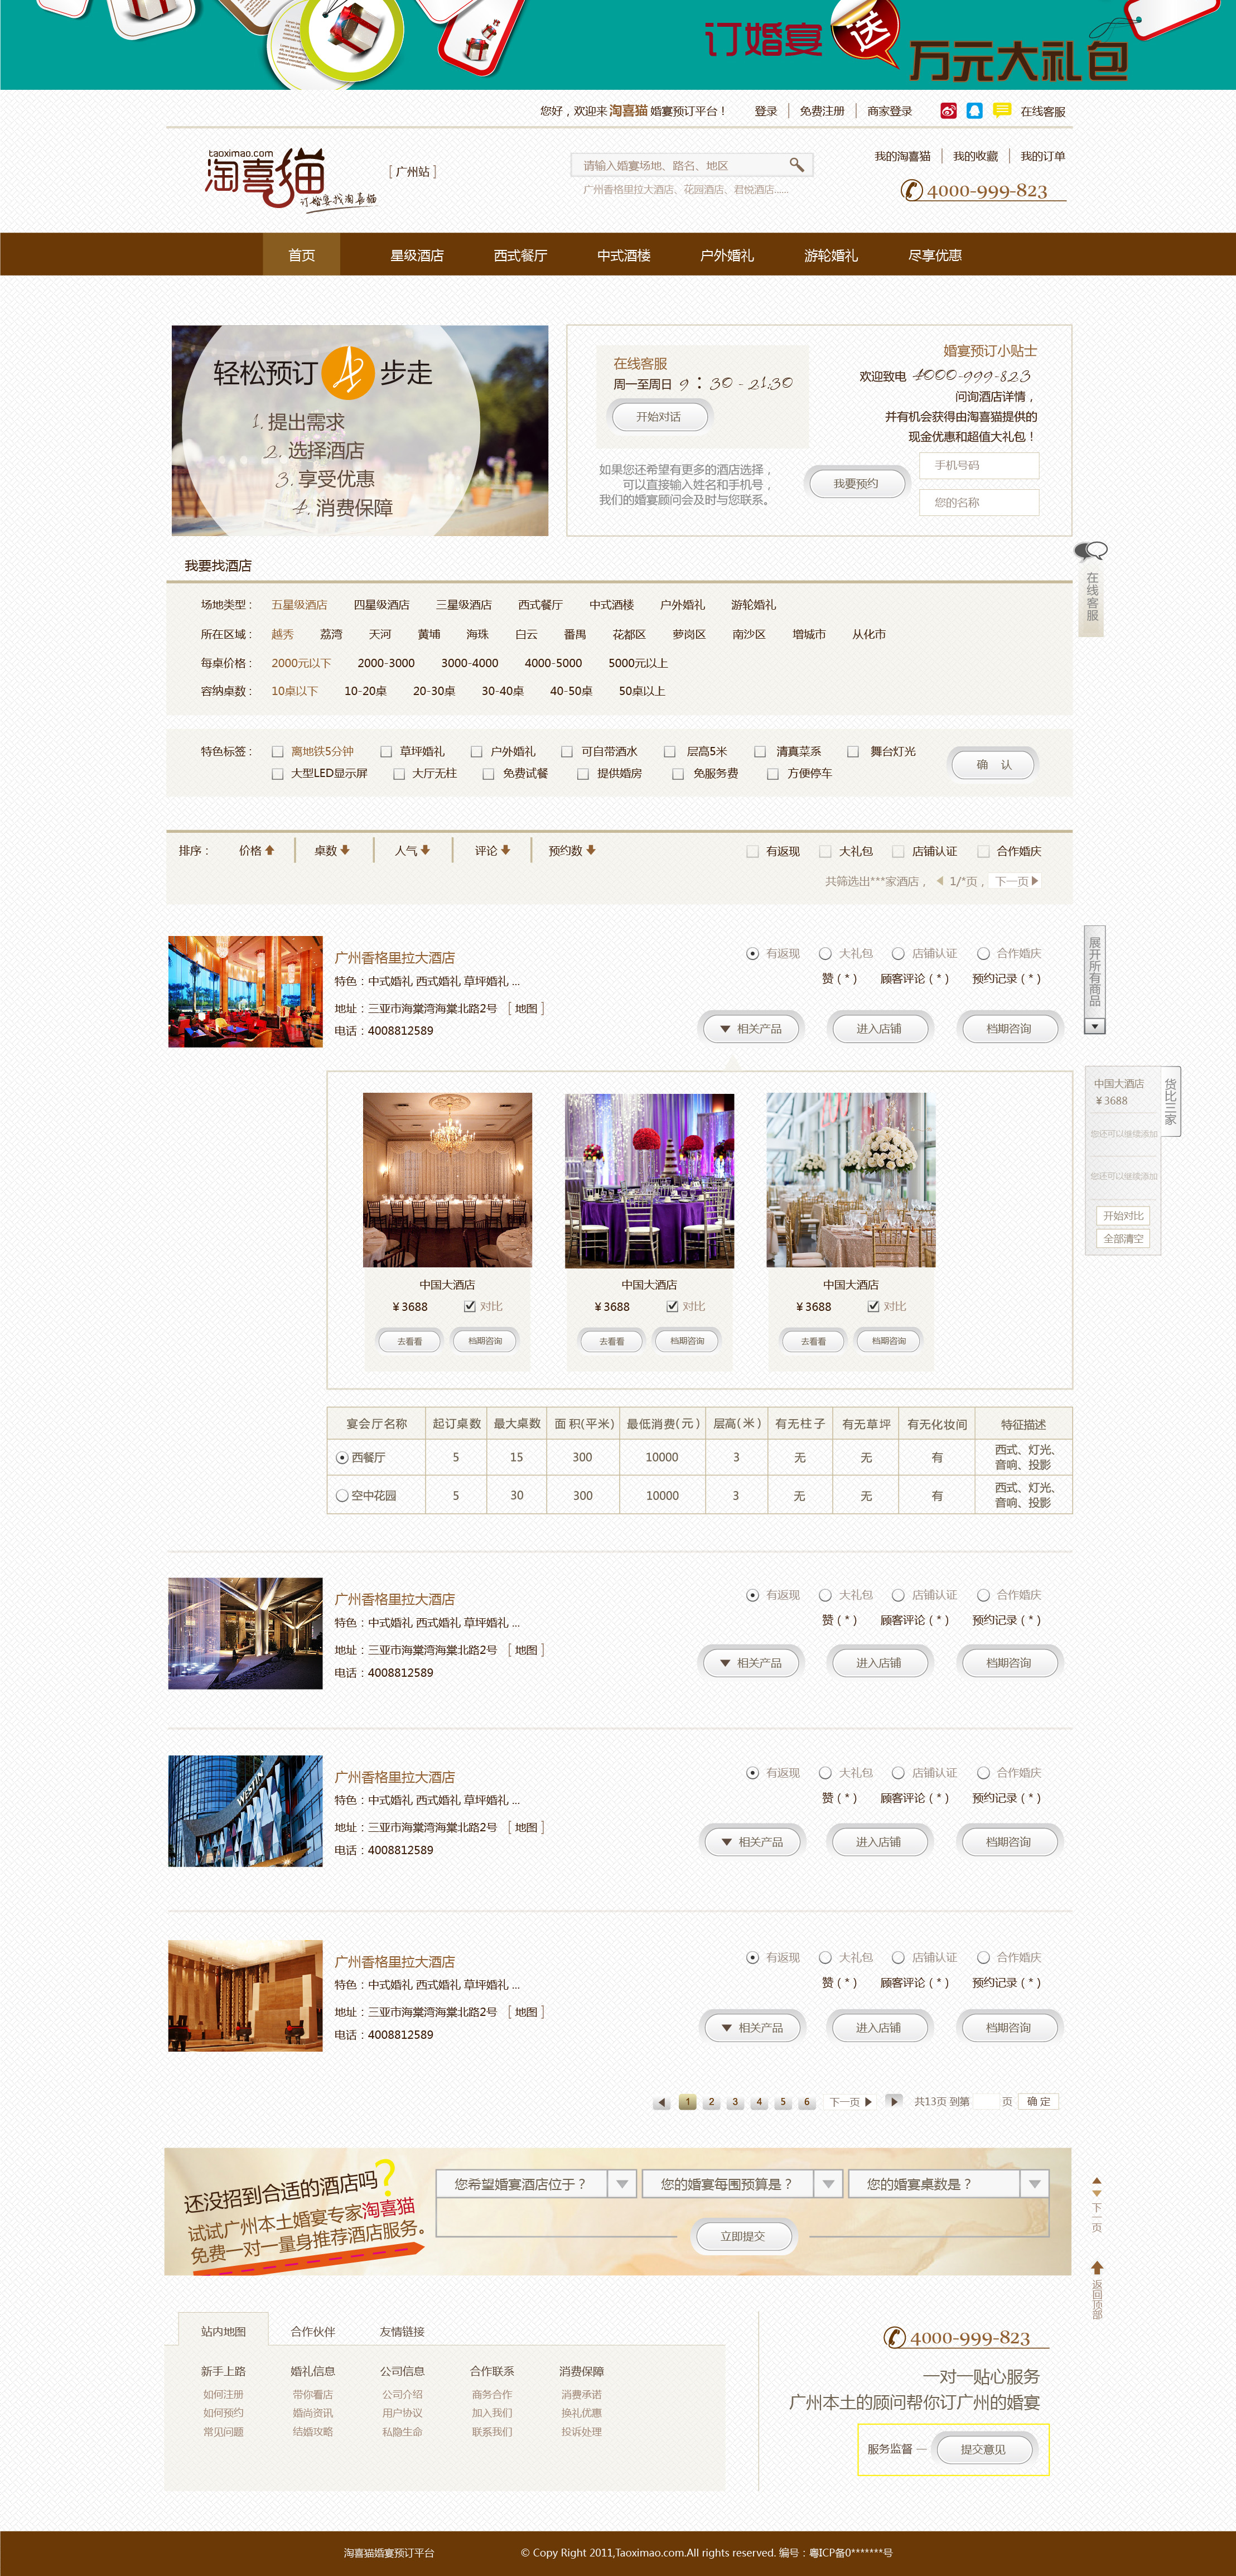 订婚宴 送 万元大礼包
您好，欢迎来 淘喜猫 婚宴预订平台！ 登录 免费注册 商家登录 在线客服
taoximao.com
淘喜猫
订婚宴找淘喜猫
[ 广州站 ]
请输入婚宴场地、路名、地区
广州香格里拉大酒店、花园酒店、君悦酒店......
我的淘喜猫 我的收藏 我的订单
4000-999-823
首页 星级酒店 西式餐厅 中式酒楼 户外婚礼 游轮婚礼 尽享优惠
轻松预订 4 步走
1. 提出需求
2. 选择酒店
3. 享受优惠
4. 消费保障
在线客服
周一至周日 9：30 - 21:30
开始对话
如果您还希望有更多的酒店选择，
可以直接输入姓名和手机号，
我们的婚宴顾问会及时与您联系。
婚宴预订小贴士
欢迎致电 4000-999-823
问询酒店详情，
并有机会获得由淘喜猫提供的
现金优惠和超值大礼包！
我要预约
手机号码
您的名称
在线客服
我要找酒店
场地类型： 五星级酒店 四星级酒店 三星级酒店 西式餐厅 中式酒楼 户外婚礼 游轮婚礼
所在区域： 越秀 荔湾 天河 黄埔 海珠 白云 番禺 花都区 萝岗区 南沙区 增城市 从化市
每桌价格： 2000元以下 2000-3000 3000-4000 4000-5000 5000元以上
容纳桌数： 10桌以下 10-20桌 20-30桌 30-40桌 40-50桌 50桌以上
特色标签： 离地铁5分钟 草坪婚礼 户外婚礼 可自带酒水 层高5米 清真菜系 舞台灯光
大型LED显示屏 大厅无柱 免费试餐 提供婚房 免服务费 方便停车
确 认
排序： 价格 桌数 人气 评论 预约数 有返现 大礼包 店铺认证 合作婚庆
共筛选出***家酒店， 1/*页， 下一页
广州香格里拉大酒店
特色：中式婚礼 西式婚礼 草坪婚礼 ...
地址：三亚市海棠湾海棠北路2号 [ 地图 ]
电话：4008812589
有返现 大礼包 店铺认证 合作婚庆
赞 ( * ) 顾客评论 ( * ) 预约记录 ( * )
相关产品 进入店铺 档期咨询
展开所有商品
货比三家
中国大酒店
¥ 3688
您还可以继续添加
您还可以继续添加
开始对比
全部清空
中国大酒店
¥ 3688 对比
去看看 档期咨询
中国大酒店
¥ 3688 对比
去看看 档期咨询
中国大酒店
¥ 3688 对比
去看看 档期咨询
宴会厅名称 起订桌数 最大桌数 面 积(平米) 最低消费(元) 层高(米) 有无柱子 有无草坪 有无化妆间 特征描述
西餐厅 5 15 300 10000 3 无 无 有 西式、灯光、
音响、投影
空中花园 5 30 300 10000 3 无 无 有 西式、灯光、
音响、投影
广州香格里拉大酒店
特色：中式婚礼 西式婚礼 草坪婚礼 ...
地址：三亚市海棠湾海棠北路2号 [ 地图 ]
电话：4008812589
有返现 大礼包 店铺认证 合作婚庆
赞 ( * ) 顾客评论 ( * ) 预约记录 ( * )
相关产品 进入店铺 档期咨询
广州香格里拉大酒店
特色：中式婚礼 西式婚礼 草坪婚礼 ...
地址：三亚市海棠湾海棠北路2号 [ 地图 ]
电话：4008812589
有返现 大礼包 店铺认证 合作婚庆
赞 ( * ) 顾客评论 ( * ) 预约记录 ( * )
相关产品 进入店铺 档期咨询
广州香格里拉大酒店
特色：中式婚礼 西式婚礼 草坪婚礼 ...
地址：三亚市海棠湾海棠北路2号 [ 地图 ]
电话：4008812589
有返现 大礼包 店铺认证 合作婚庆
赞 ( * ) 顾客评论 ( * ) 预约记录 ( * )
相关产品 进入店铺 档期咨询
1 2 3 4 5 6 下一页 共13页 到第 页 确 定
还没招到合适的酒店吗？
试试广州本土婚宴专家淘喜猫
免费一对一量身推荐酒店服务。
您希望婚宴酒店位于？ 您的婚宴每围预算是？ 您的婚宴桌数是？
立即提交
下一页
返回顶部
站内地图 合作伙伴 友情链接
新手上路 婚礼信息 公司信息 合作联系 消费保障
如何注册 带你看店 公司介绍 商务合作 消费承诺
如何预约 婚尚资讯 用户协议 加入我们 换礼优惠
常见问题 结婚攻略 私隐生命 联系我们 投诉处理
4000-999-823
一对一贴心服务
广州本土的顾问帮你订广州的婚宴
服务监督 — 提交意见
淘喜猫婚宴预订平台 © Copy Right 2011,Taoximao.com.All rights reserved. 编号：粤ICP备0*******号